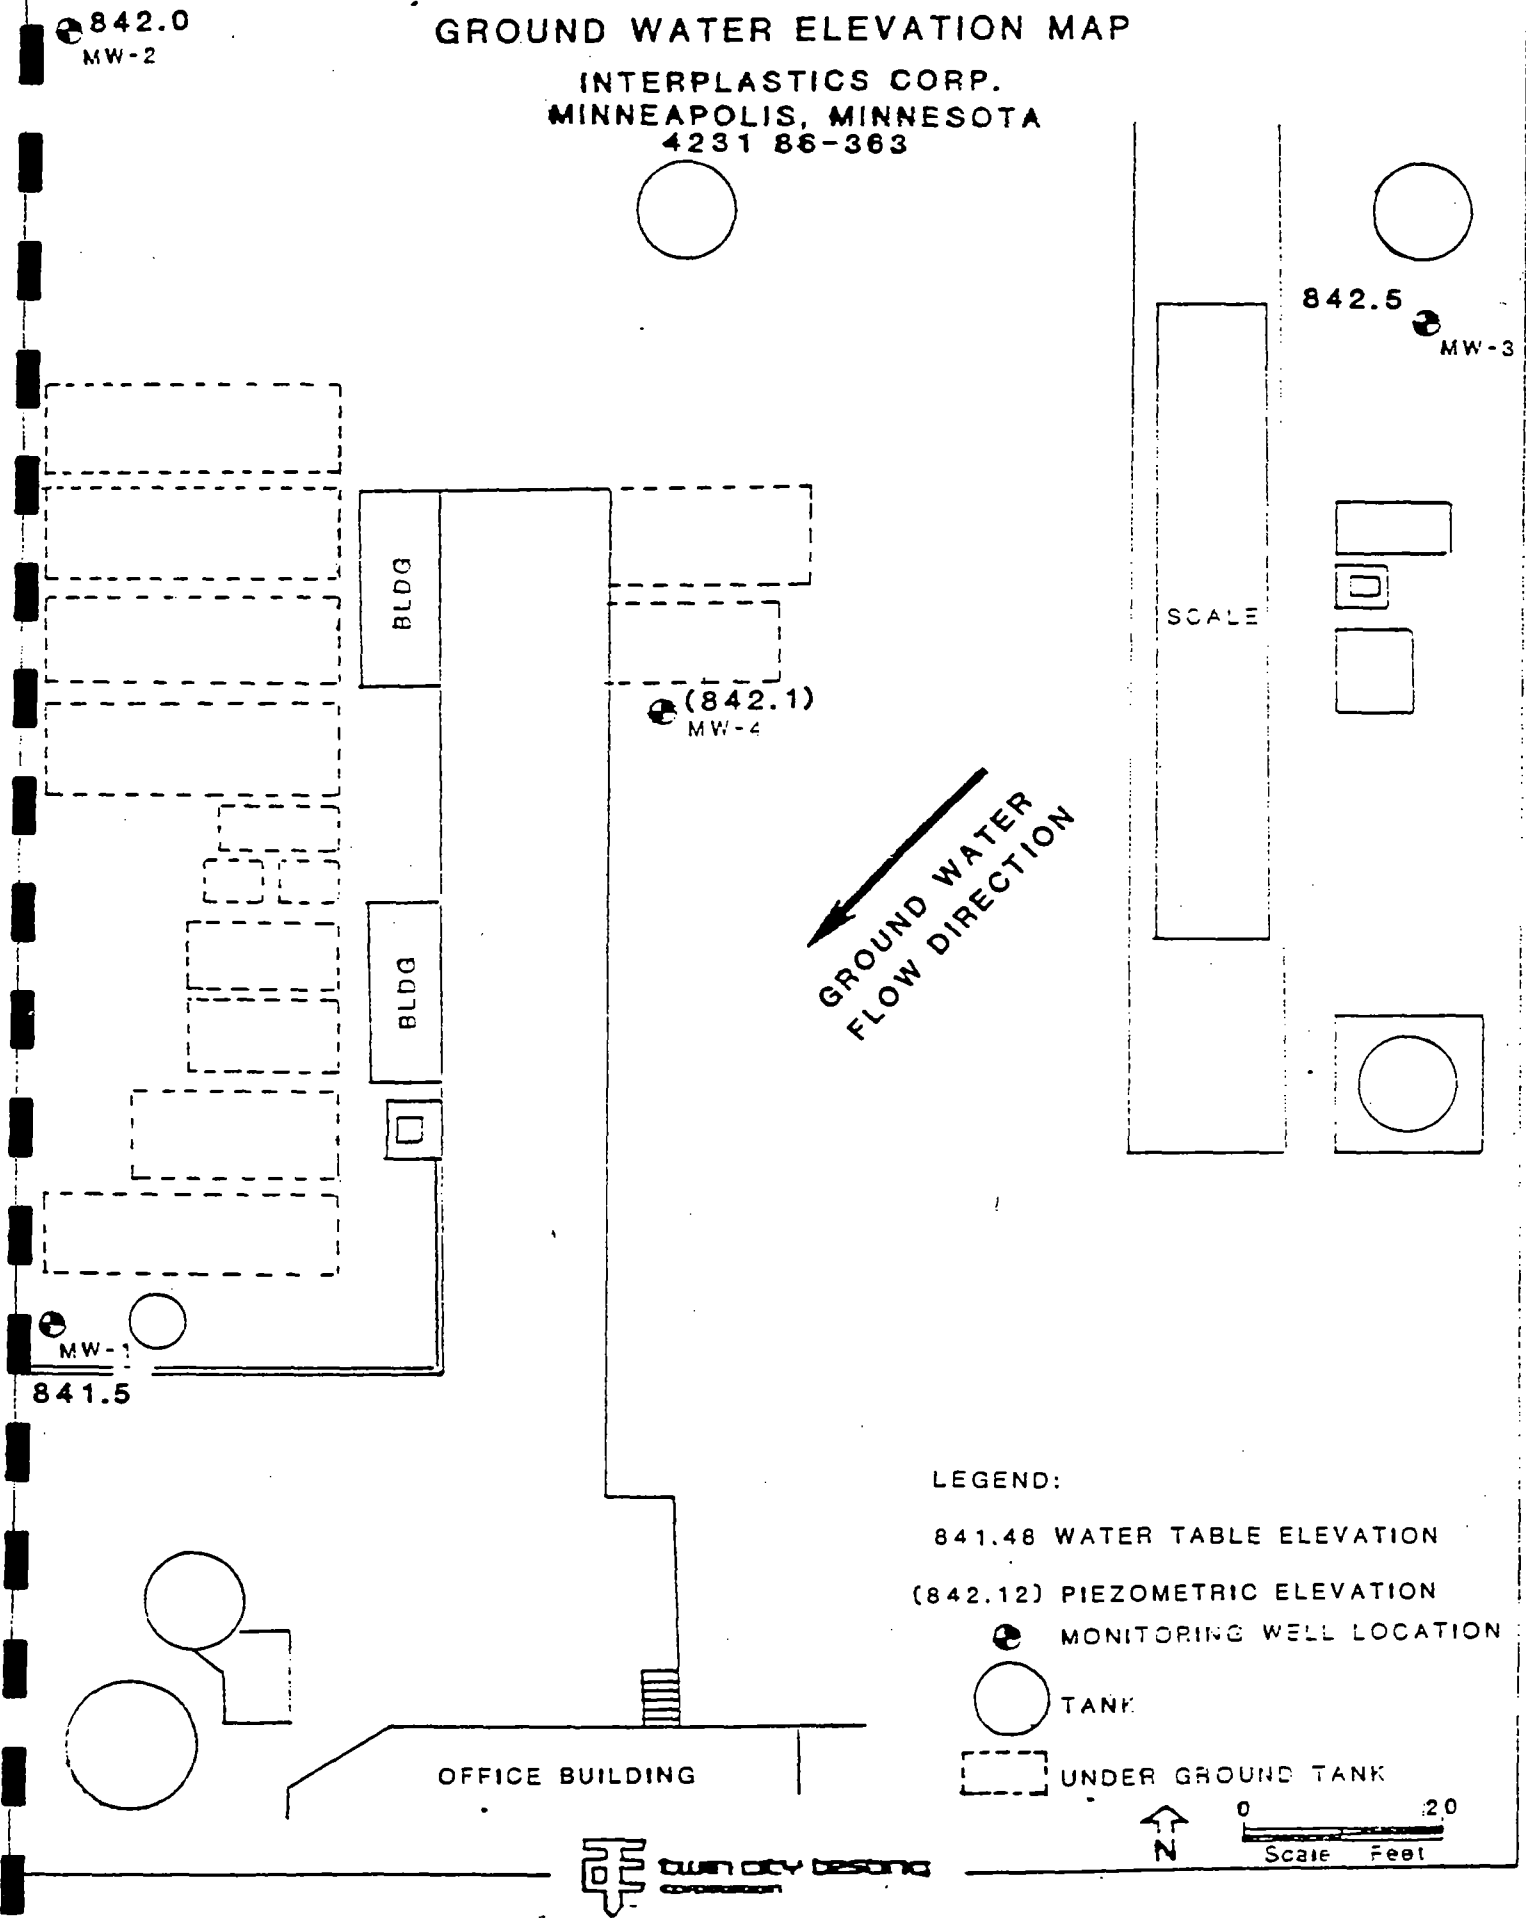 842.0
MW-2
GROUND WATER ELEVATION MAP
INTERPLASTICS CORP.
MINNEAPOLIS, MINNESOTA
4231 86-363
842.5
MW-3
BLDG
SCALE
(842.1)
MW-4
GROUND WATER
FLOW DIRECTION
BLDG
MW-1
841.5
LEGEND:
841.48 WATER TABLE ELEVATION
(842.12) PIEZOMETRIC ELEVATION
MONITORING WELL LOCATION
TANK
UNDER GROUND TANK
OFFICE BUILDING
0 20
N
Scale Feet
twin city testing
corporation